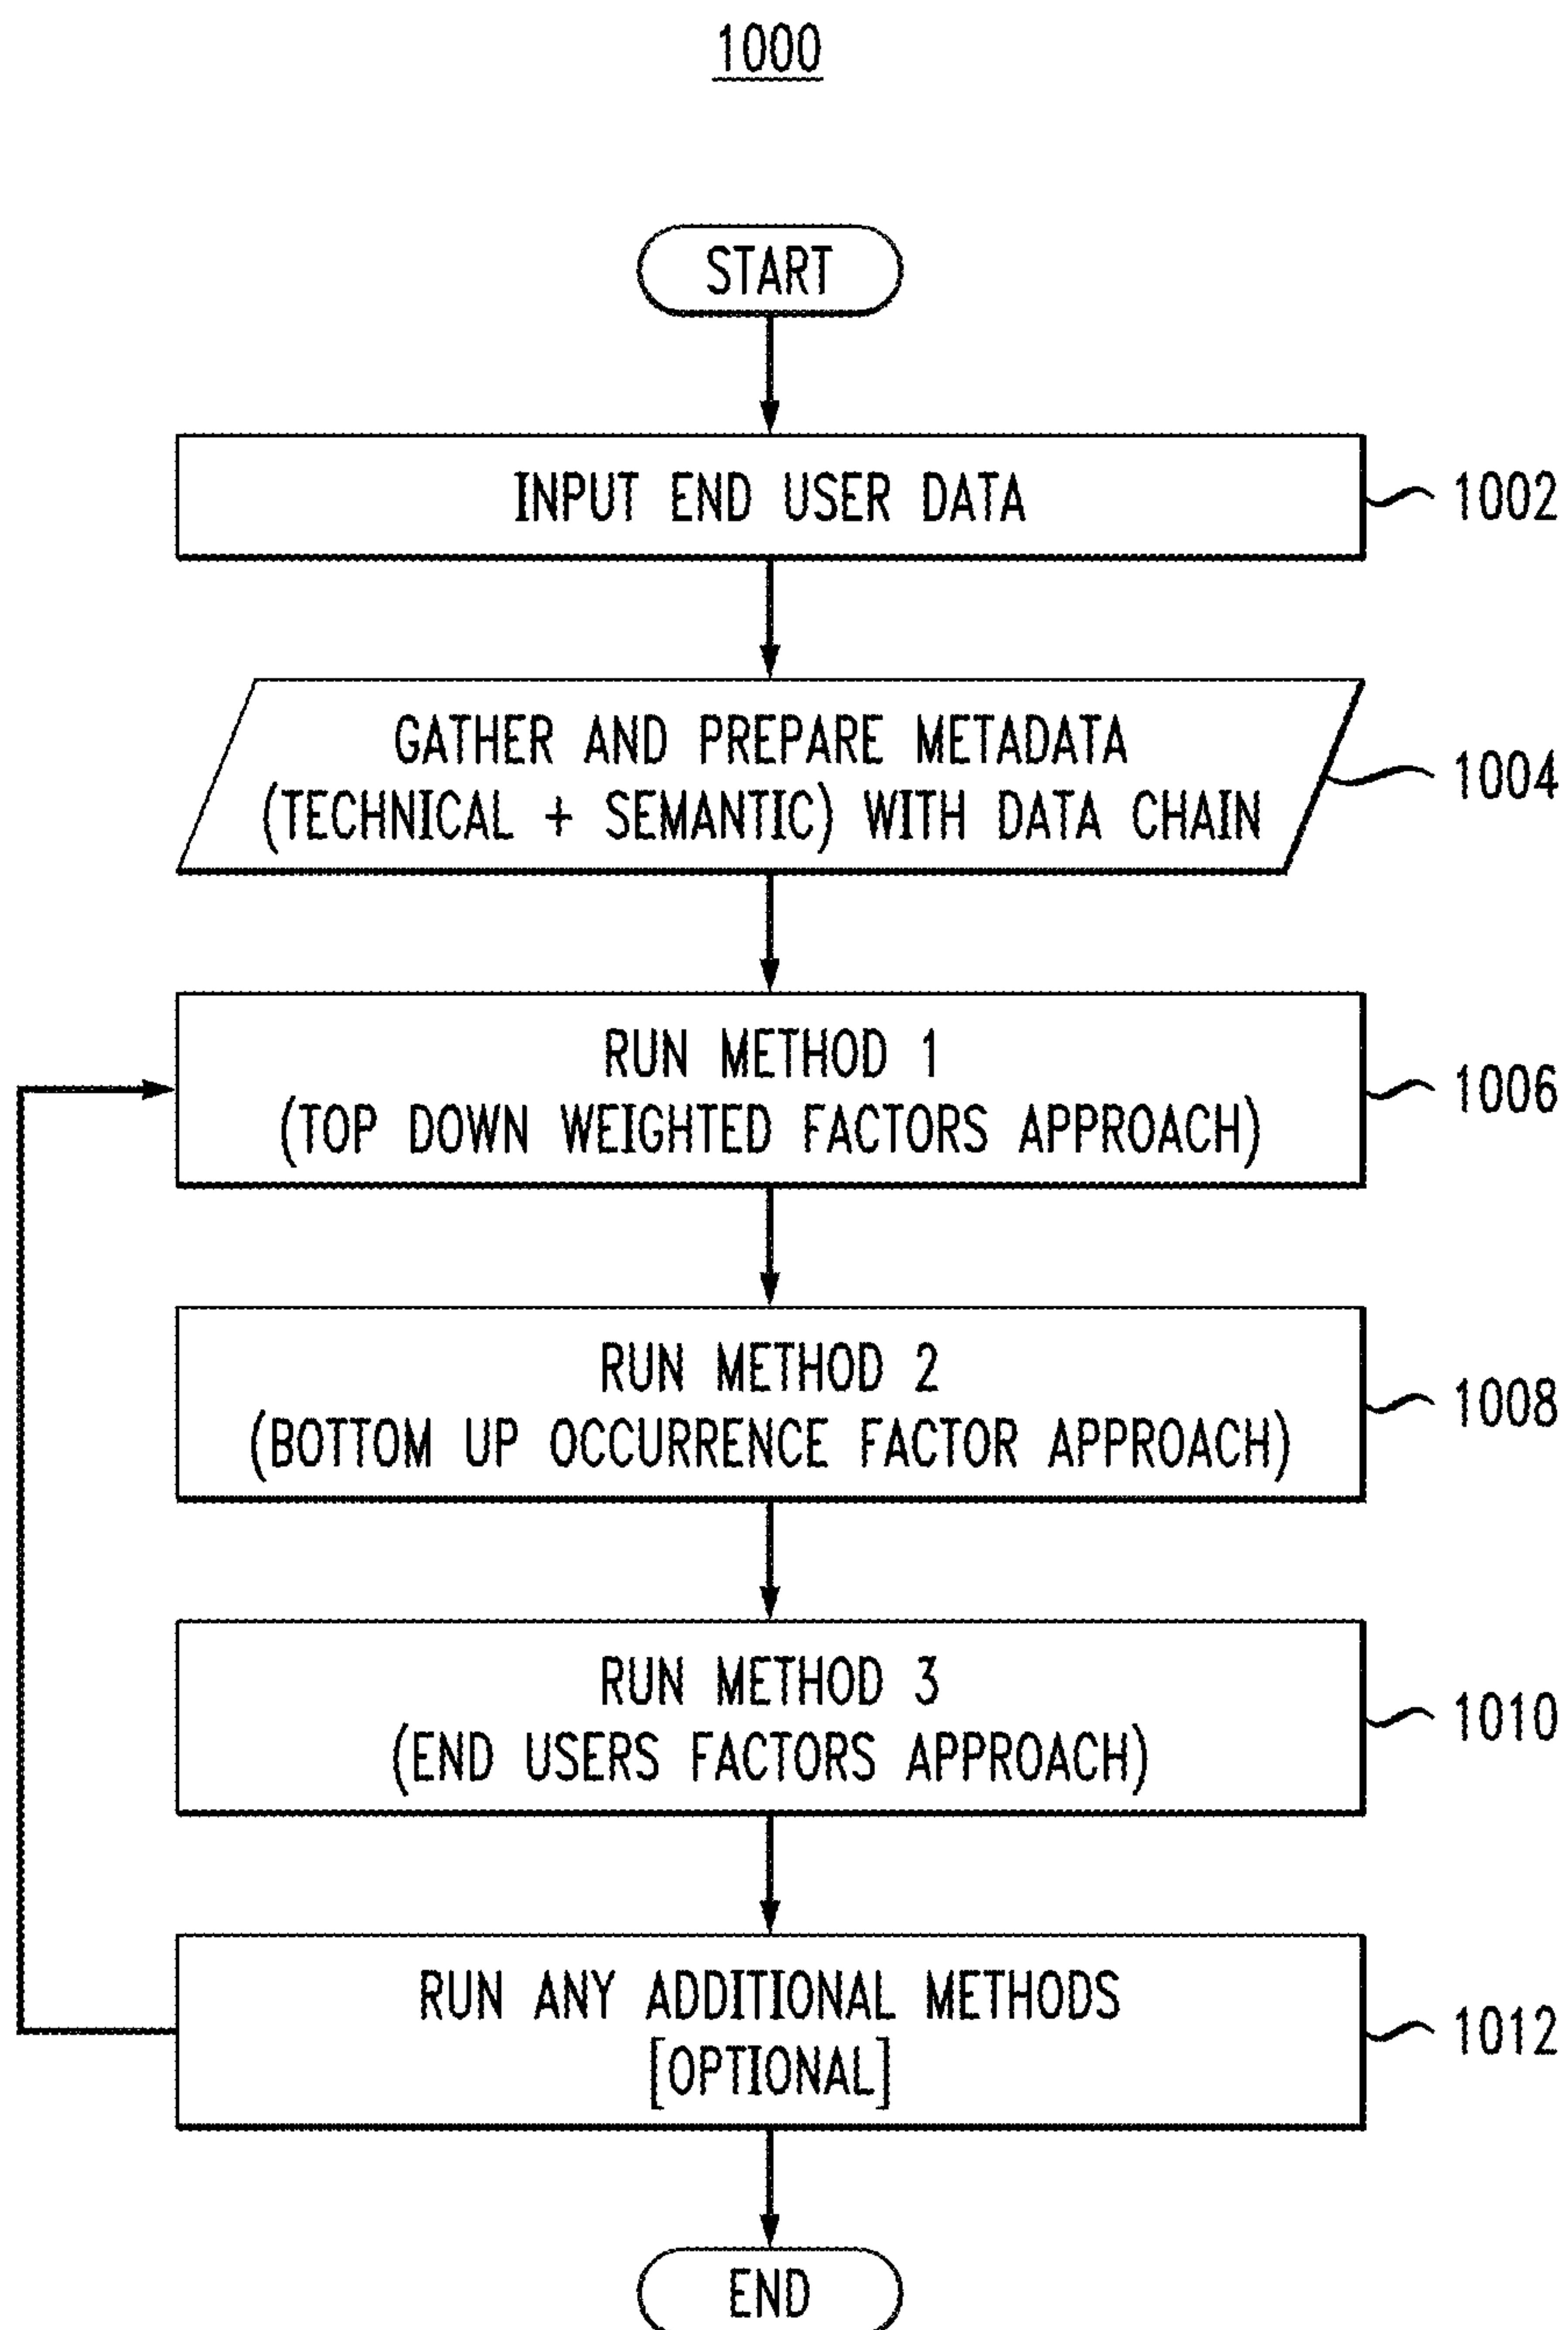 1000
START
INPUT END USER DATA
1002
GATHER AND PREPARE METADATA
(TECHNICAL + SEMANTIC) WITH DATA CHAIN
1004
RUN METHOD 1
(TOP DOWN WEIGHTED FACTORS APPROACH)
1006
RUN METHOD 2
(BOTTOM UP OCCURRENCE FACTOR APPROACH)
1008
RUN METHOD 3
(END USERS FACTORS APPROACH)
1010
RUN ANY ADDITIONAL METHODS
[OPTIONAL]
1012
END